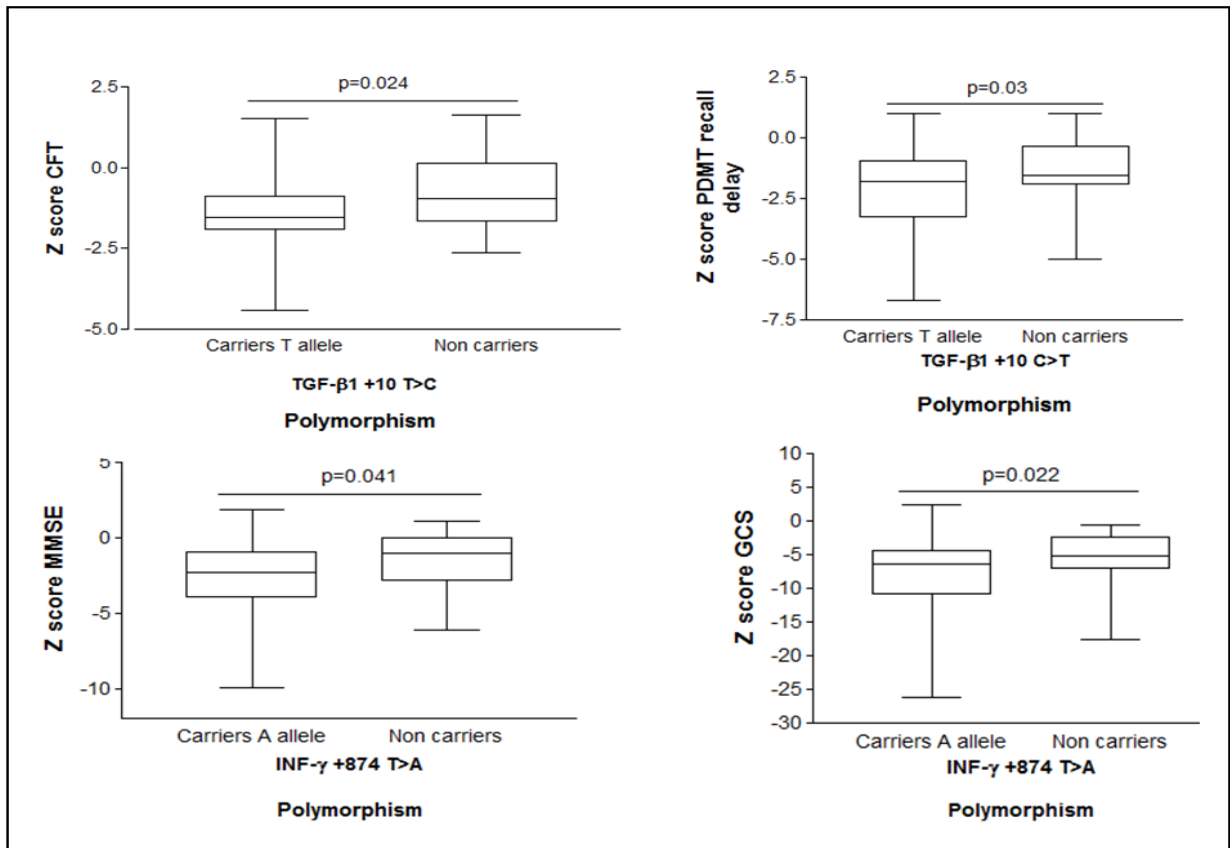 p=0.024
2.5
0.0
-2.5
-5.0
Z score CFT
Carriers T allele Non carriers
TGF-β1 +10 T>C
Polymorphism
p=0.03
2.5
0.0
-2.5
-5.0
-7.5
Z score PDMT recall
delay
Carriers T allele Non carriers
TGF-β1 +10 C>T
Polymorphism
p=0.041
5
0
-5
-10
Z score MMSE
Carriers A allele Non carriers
INF-γ +874 T>A
Polymorphism
p=0.022
10
5
0
-5
-10
-15
-20
-25
-30
Z score GCS
Carriers A allele Non carriers
INF-γ +874 T>A
Polymorphism